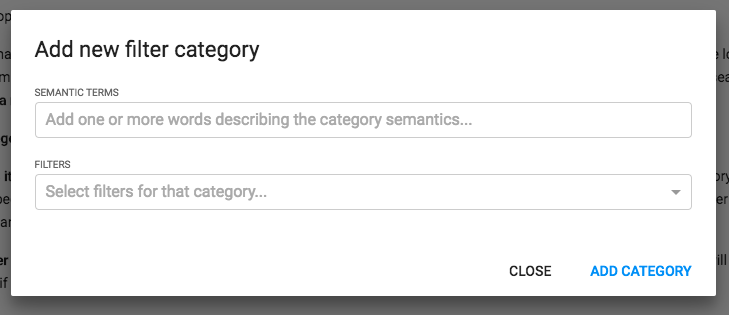 Add new filter category
SEMANTIC TERMS
Add one or more words describing the category semantics...
FILTERS
Select filters for that category...
CLOSE ADD CATEGORY